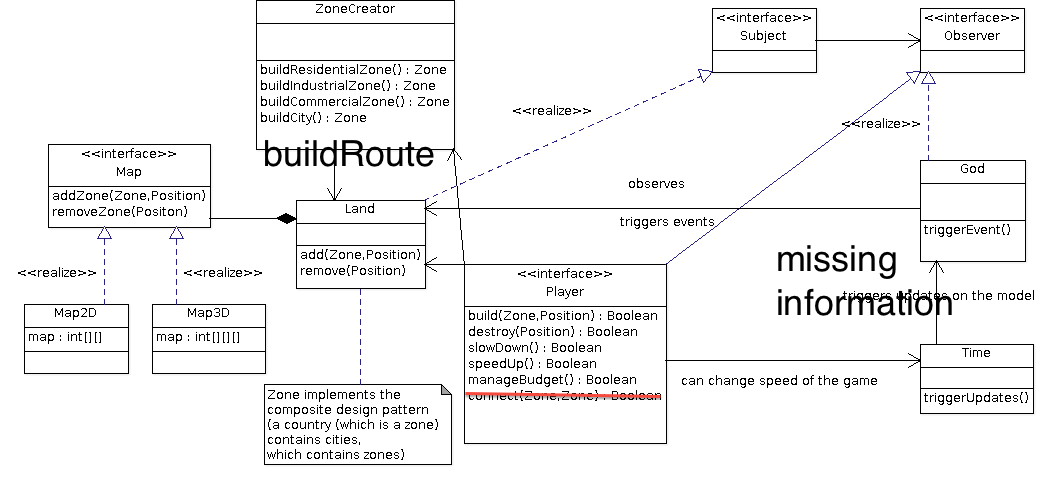 ZoneCreator
buildResidentialZone() : Zone
buildIndustrialZone() : Zone
buildCommercialZone() : Zone
buildCity() : Zone
buildRoute
<<interface>>
Subject
<<interface>>
Observer
<<realize>>
<<realize>>
<<interface>>
Map
addZone(Zone,Position)
removeZone(Positon)
<<realize>>
<<realize>>
Map2D
map : int[][]
Map3D
map : int[][][]
Land
add(Zone,Position)
remove(Position)
observes
triggers events
God
triggerEvent()
missing
information
triggers updates on the model
<<interface>>
Player
build(Zone,Position) : Boolean
destroy(Position) : Boolean
slowDown() : Boolean
speedUp() : Boolean
manageBudget() : Boolean
connect(Zone,Zone) : Boolean
can change speed of the game
Time
triggerUpdates()
Zone implements the
composite design pattern
(a country (which is a zone)
contains cities,
which contains zones)